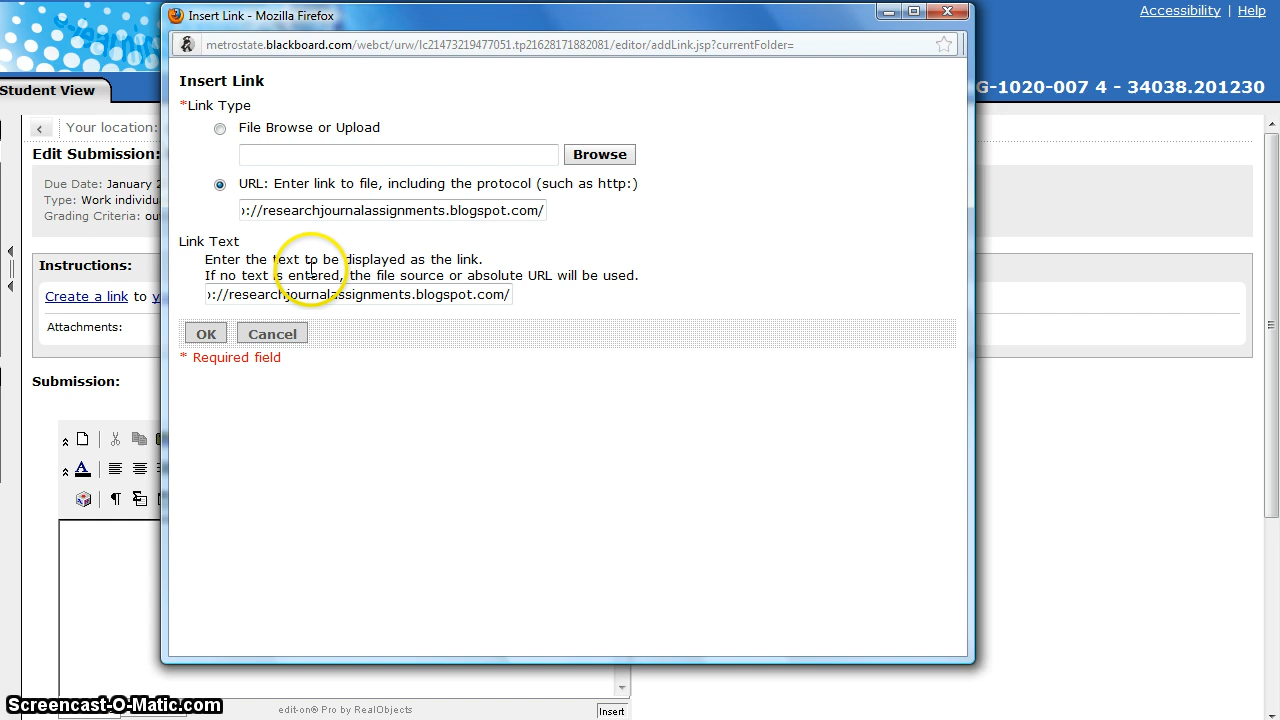 Insert Link - Mozilla Firefox
Accessibility | Help
metrostate.blackboard.com/webct/urw/lc21473219477051.tp21628171882081/editor/addLink.jsp?currentFolder=
Student View
G-1020-007 4 - 34038.201230
Insert Link
*Link Type
File Browse or Upload
Your location:
Edit Submission:
Browse
Due Date: January 2
URL: Enter link to file, including the protocol (such as http:)
Type: Work individu
://researchjournalassignments.blogspot.com/
Grading Criteria: ou
Link Text
Enter the text to be displayed as the link.
Instructions:
If no text is entered, the file source or absolute URL will be used.
Create a link to y
://researchjournalassignments.blogspot.com/
Attachments:
OK
Cancel
* Required field
Submission:
Screencast-O-Matic.com
edit-on® Pro by RealObjects
Insert